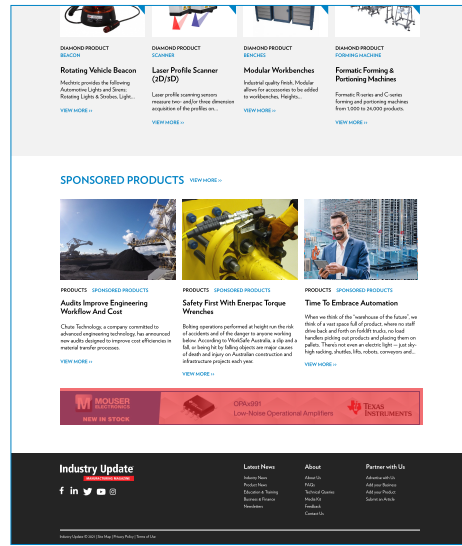 DIAMOND PRODUCT
BEACON
Rotating Vehicle Beacon
Mechtric provides the following
Automotive Lights and Sirens;
Rotating Lights & Strobes, Light...
VIEW MORE >>
DIAMOND PRODUCT
SCANNER
Laser Profile Scanner
(2D/3D)
Laser profile scanning sensors
measure two- and/or three dimension
acquisition of the profiles on...
VIEW MORE >>
DIAMOND PRODUCT
BENCHES
Modular Workbenches
Industrial quality finish. Modular
allows for accessories to be added
to workbenches. Heights...
VIEW MORE >>
DIAMOND PRODUCT
FORMING MACHINE
Formatic Forming &
Portioning Machines
Formatic R-series and C-series
forming and portioning machines
from 1,000 to 24,000 products.
VIEW MORE >>
SPONSORED PRODUCTS VIEW MORE >>
PRODUCTS SPONSORED PRODUCTS
Audits Improve Engineering
Workflow And Cost
Chute Technology, a company committed to
advanced engineering technology, has announced
new audits designed to improve cost efficiencies in
material transfer processes.
VIEW MORE >>
PRODUCTS SPONSORED PRODUCTS
Safety First With Enerpac Torque
Wrenches
Bolting operations performed at height run the risk
of accidents and of the danger to anyone working
below. According to WorkSafe Australia, a slip and a
fall, or being hit by falling objects are major causes
of death and injury on Australian construction and
infrastructure projects each year.
VIEW MORE >>
PRODUCTS SPONSORED PRODUCTS
Time To Embrace Automation
When we think of the "warehouse of the future", we
think of a vast space full of product, where no staff
drive back and forth on forklift trucks, no load
handlers picking out products and placing them on
pallets. There's not even an electric light — just sky-
high racking, shuttles, lifts, robots, conveyors and...
VIEW MORE >>
M MOUSER
ELECTRONICS
NEW IN STOCK
OPAx991
Low-Noise Operational Amplifiers
TEXAS
INSTRUMENTS
Industry Update
MANUFACTURING MAGAZINE
Latest News
Industry News
Product News
Education & Training
Business & Finance
Newsletters
About
About Us
FAQs
Technical Queries
Media Kit
Feedback
Contact Us
Partner with Us
Advertise with Us
Add your Business
Add your Product
Submit an Article
Industry Update © 2021 | Site Map | Privacy Policy | Terms of Use